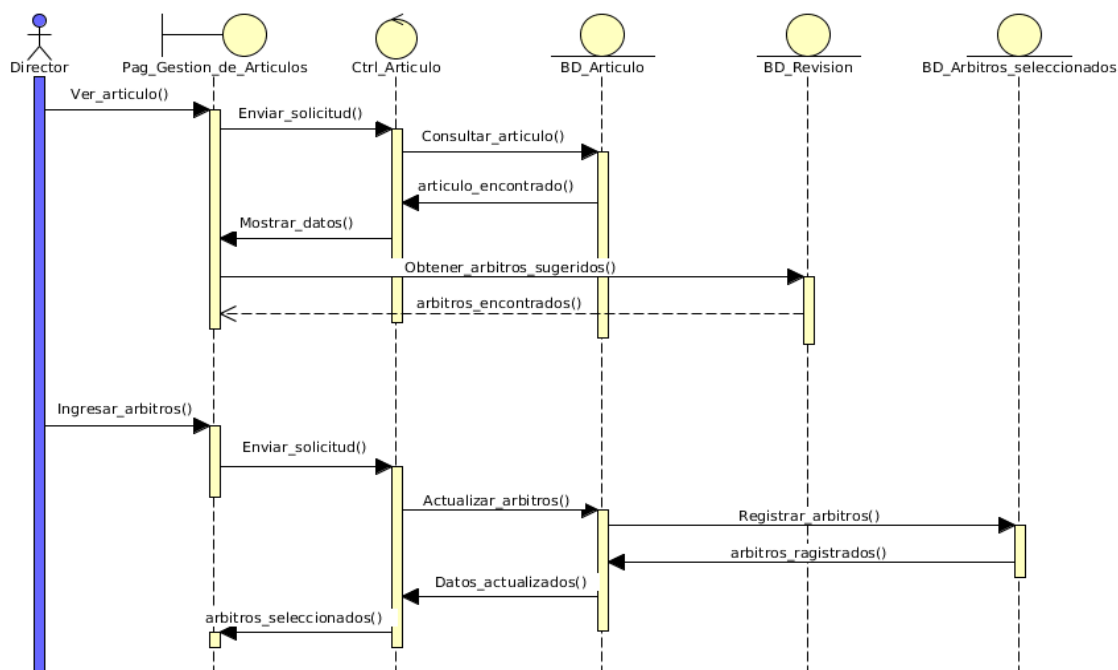 Director
Pag_Gestion_de_Articulos
Ctrl_Articulo
BD_Articulo
BD_Revision
BD_Arbitros_seleccionados
Ver_articulo()
Enviar_solicitud()
Consultar_articulo()
articulo_encontrado()
Mostrar_datos()
Obtener_arbitros_sugeridos()
arbitros_encontrados()
Ingresar_arbitros()
Enviar_solicitud()
Actualizar_arbitros()
Registrar_arbitros()
arbitros_ragistrados()
Datos_actualizados()
arbitros_seleccionados()